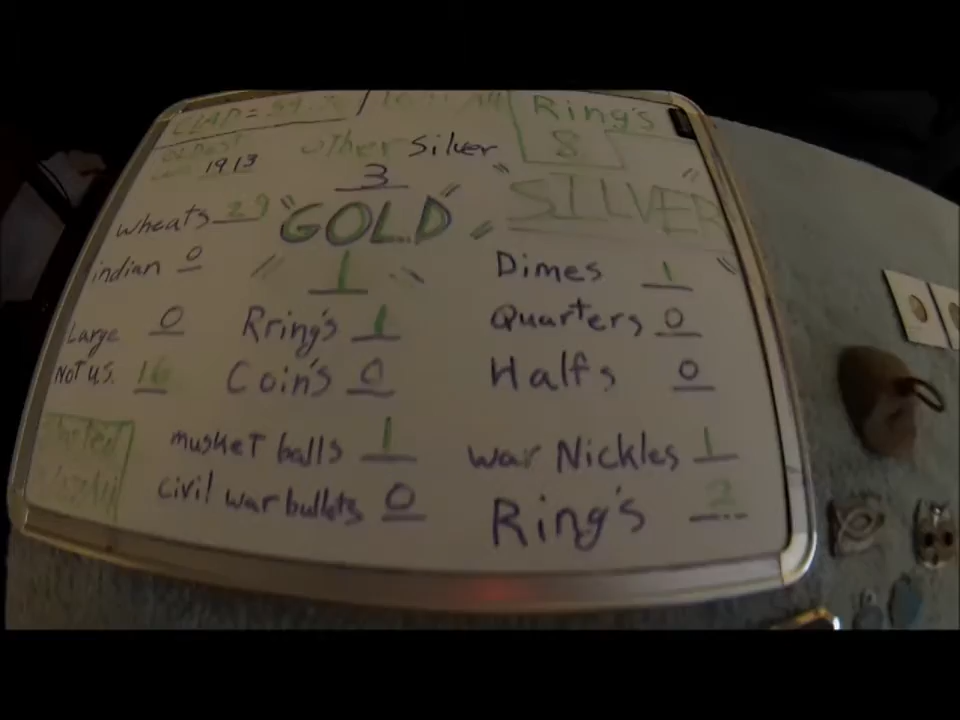 CLAD =
Ring's
8
OLDEST
1913
other silver
3
wheats 29
"GOLD"
"SILVER"
indian 0
1
Dimes 1
Large 0
Rring's 1
Quarters 0
NOT U.S. 16
Coin's 0
Halfs 0
musket balls 1
war Nickles 1
civil war bullets 0
Ring's 2